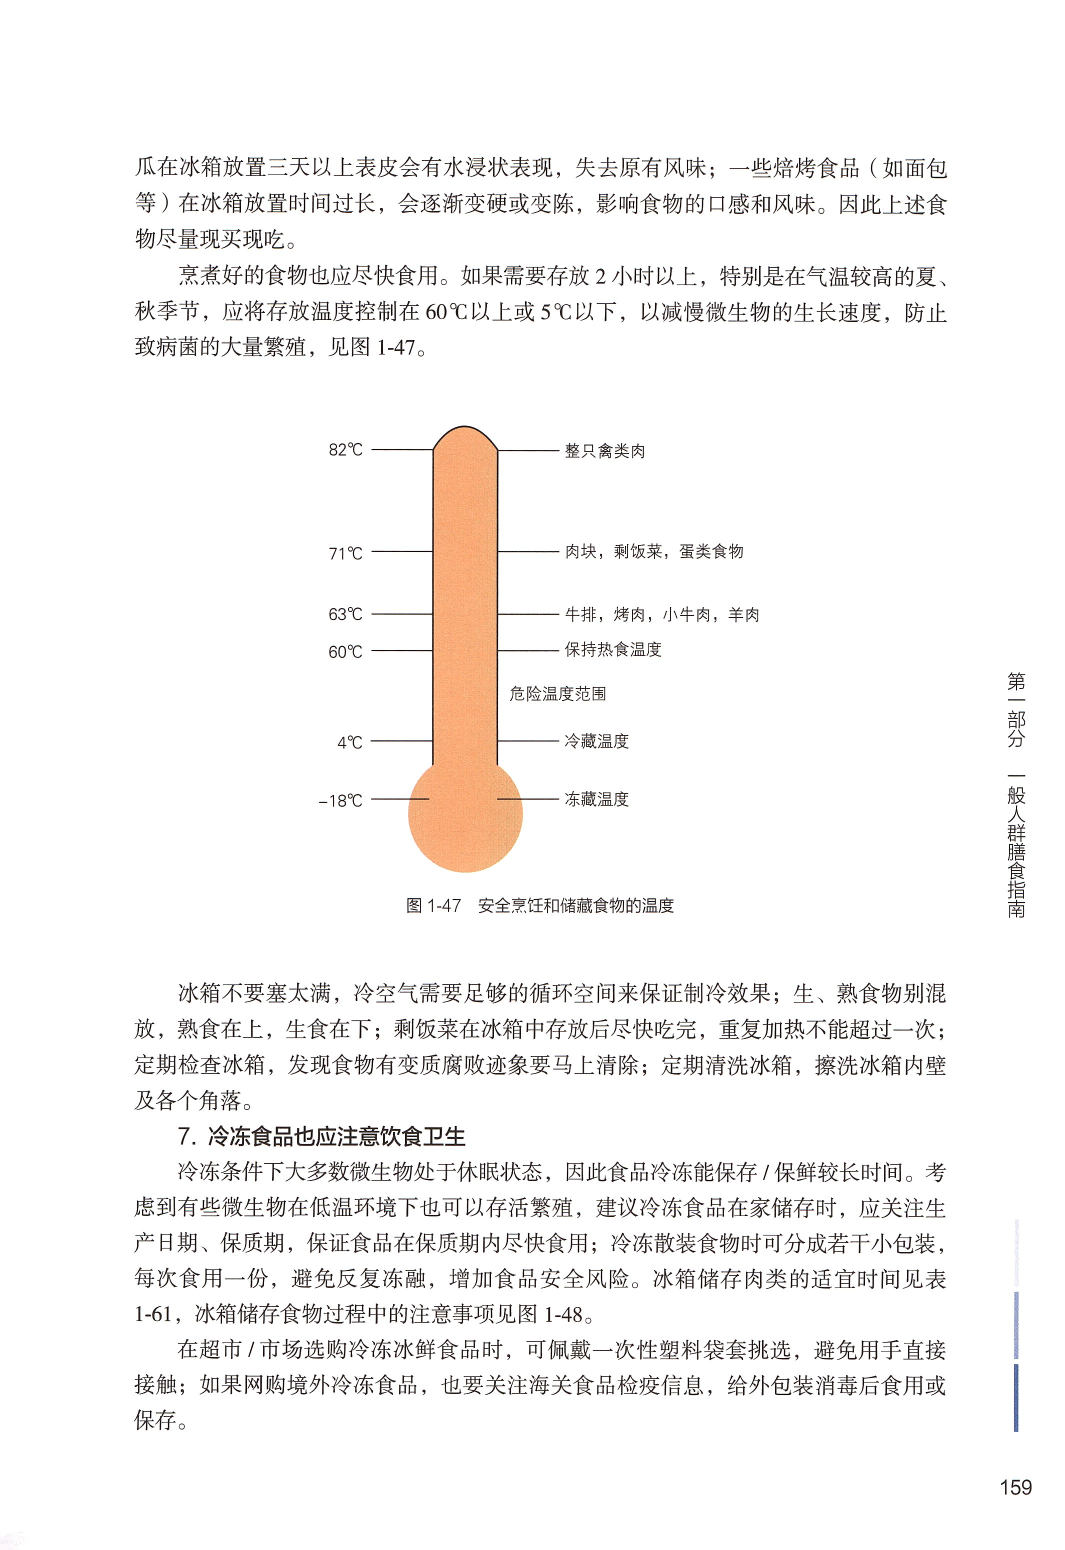 瓜在冰箱放置三天以上表皮会有水浸状表现，失去原有风味；一些焙烤食品（如面包
等）在冰箱放置时间过长，会逐渐变硬或变陈，影响食物的口感和风味。因此上述食
物尽量现买现吃。
烹煮好的食物也应尽快食用。如果需要存放 2 小时以上，特别是在气温较高的夏、
秋季节，应将存放温度控制在 60℃以上或 5℃以下，以减慢微生物的生长速度，防止
致病菌的大量繁殖，见图 1-47。
82℃ 整只禽类肉
71℃ 肉块，剩饭菜，蛋类食物
63℃ 牛排，烤肉，小牛肉，羊肉
60℃ 保持热食温度
危险温度范围
4℃ 冷藏温度
-18℃ 冻藏温度
图 1-47 安全烹饪和储藏食物的温度
冰箱不要塞太满，冷空气需要足够的循环空间来保证制冷效果；生、熟食物别混
放，熟食在上，生食在下；剩饭菜在冰箱中存放后尽快吃完，重复加热不能超过一次；
定期检查冰箱，发现食物有变质腐败迹象要马上清除；定期清洗冰箱，擦洗冰箱内壁
及各个角落。
7. 冷冻食品也应注意饮食卫生
冷冻条件下大多数微生物处于休眠状态，因此食品冷冻能保存 / 保鲜较长时间。考
虑到有些微生物在低温环境下也可以存活繁殖，建议冷冻食品在家储存时，应关注生
产日期、保质期，保证食品在保质期内尽快食用；冷冻散装食物时可分成若干小包装，
每次食用一份，避免反复冻融，增加食品安全风险。冰箱储存肉类的适宜时间见表
1-61，冰箱储存食物过程中的注意事项见图 1-48。
在超市 / 市场选购冷冻冰鲜食品时，可佩戴一次性塑料袋套挑选，避免用手直接
接触；如果网购境外冷冻食品，也要关注海关食品检疫信息，给外包装消毒后食用或
保存。
第一部分 一般人群膳食指南
159